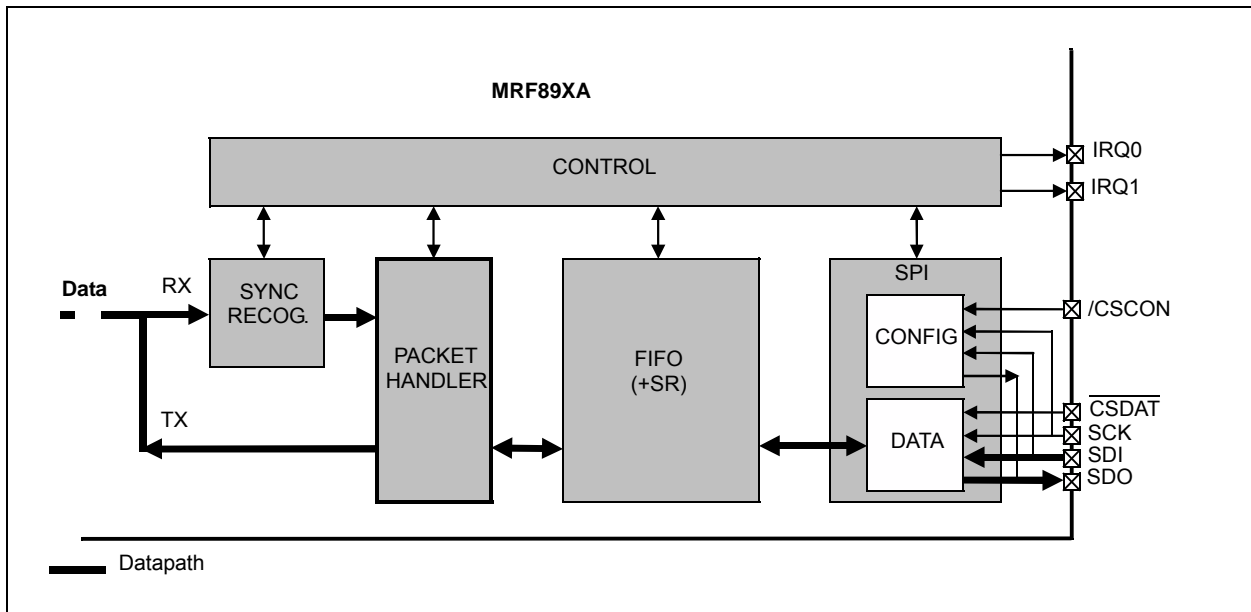 MRF89XA
CONTROL
IRQ0
IRQ1
SPI
Data
RX
SYNC
RECOG.
/CSCON
CONFIG
PACKET
HANDLER
FIFO
(+SR)
TX
CSDAT
DATA
SCK
SDI
SDO
Datapath